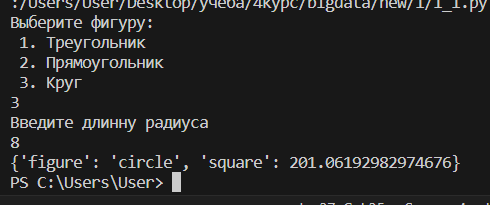 :/Users/User/Desktop/учеба/4курс/bigdata/new/1/1_1.py
Выберите фигуру:
1. Треугольник
2. Прямоугольник
3. Круг
3
Введите длинну радиуса
8
{'figure': 'circle', 'square': 201.06192982974676}
PS C:\Users\User>